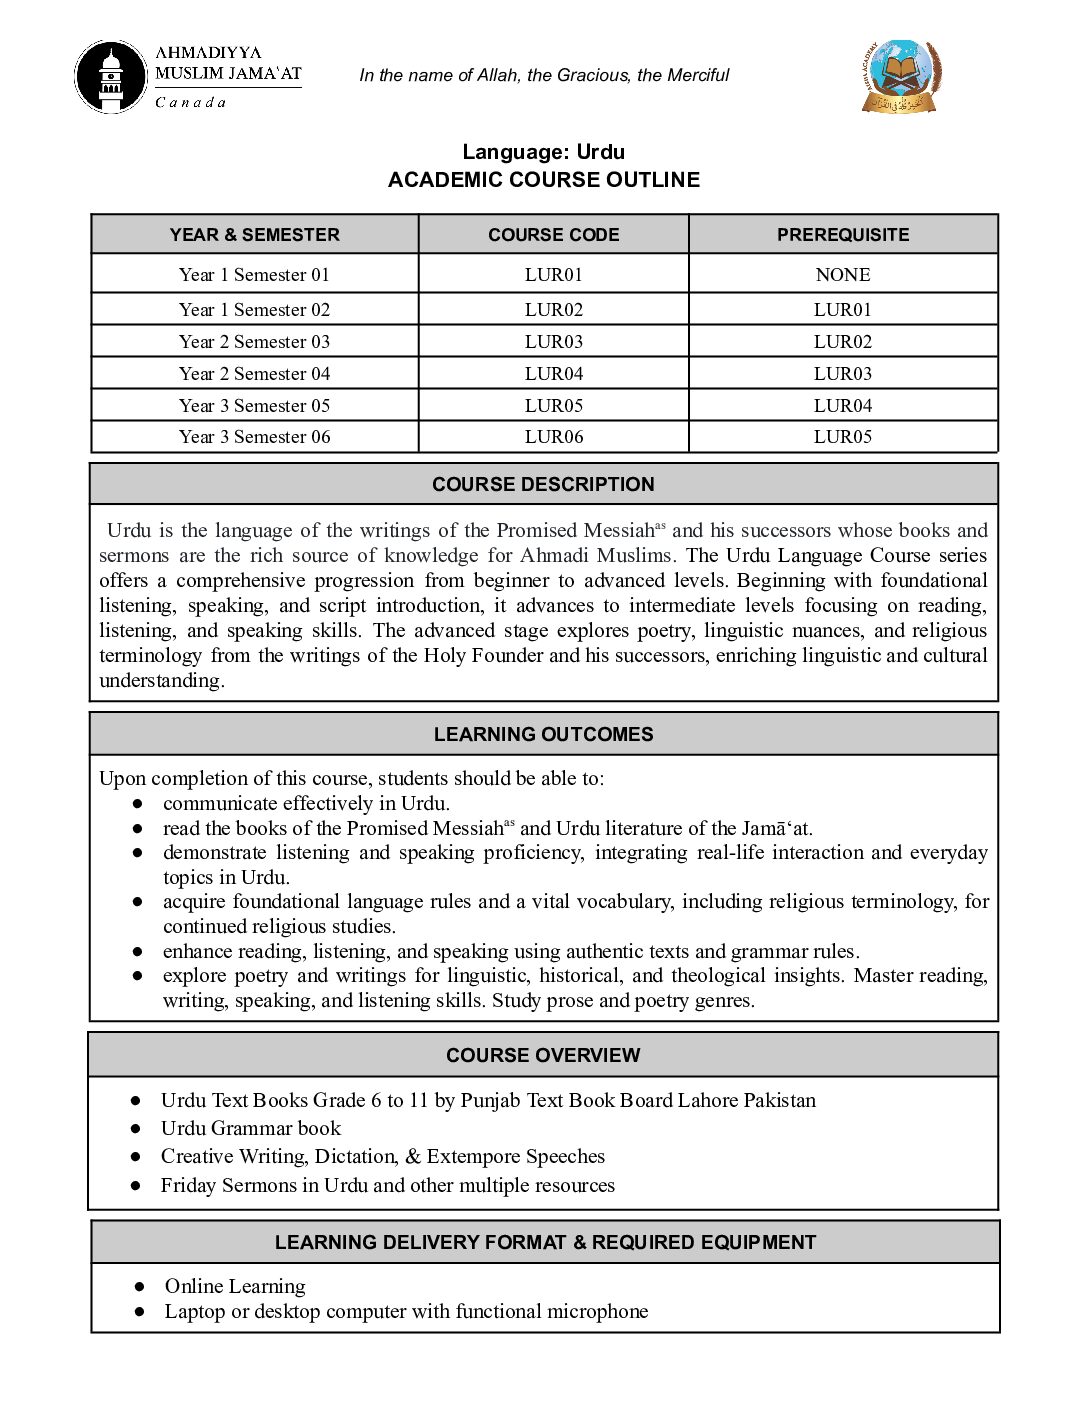 AHMADIYYA
MUSLIM JAMAʿAT
Canada
In the name of Allah, the Gracious, the Merciful
Language: Urdu
ACADEMIC COURSE OUTLINE
YEAR & SEMESTER COURSE CODE PREREQUISITE
Year 1 Semester 01 LUR01 NONE
Year 1 Semester 02 LUR02 LUR01
Year 2 Semester 03 LUR03 LUR02
Year 2 Semester 04 LUR04 LUR03
Year 3 Semester 05 LUR05 LUR04
Year 3 Semester 06 LUR06 LUR05
COURSE DESCRIPTION
Urdu is the language of the writings of the Promised Messiahas and his successors whose books and
sermons are the rich source of knowledge for Ahmadi Muslims. The Urdu Language Course series
offers a comprehensive progression from beginner to advanced levels. Beginning with foundational
listening, speaking, and script introduction, it advances to intermediate levels focusing on reading,
listening, and speaking skills. The advanced stage explores poetry, linguistic nuances, and religious
terminology from the writings of the Holy Founder and his successors, enriching linguistic and cultural
understanding.
LEARNING OUTCOMES
Upon completion of this course, students should be able to:
● communicate effectively in Urdu.
● read the books of the Promised Messiahas and Urdu literature of the Jamāʿat.
● demonstrate listening and speaking proficiency, integrating real-life interaction and everyday
topics in Urdu.
● acquire foundational language rules and a vital vocabulary, including religious terminology, for
continued religious studies.
● enhance reading, listening, and speaking using authentic texts and grammar rules.
● explore poetry and writings for linguistic, historical, and theological insights. Master reading,
writing, speaking, and listening skills. Study prose and poetry genres.
COURSE OVERVIEW
● Urdu Text Books Grade 6 to 11 by Punjab Text Book Board Lahore Pakistan
● Urdu Grammar book
● Creative Writing, Dictation, & Extempore Speeches
● Friday Sermons in Urdu and other multiple resources
LEARNING DELIVERY FORMAT & REQUIRED EQUIPMENT
● Online Learning
● Laptop or desktop computer with functional microphone